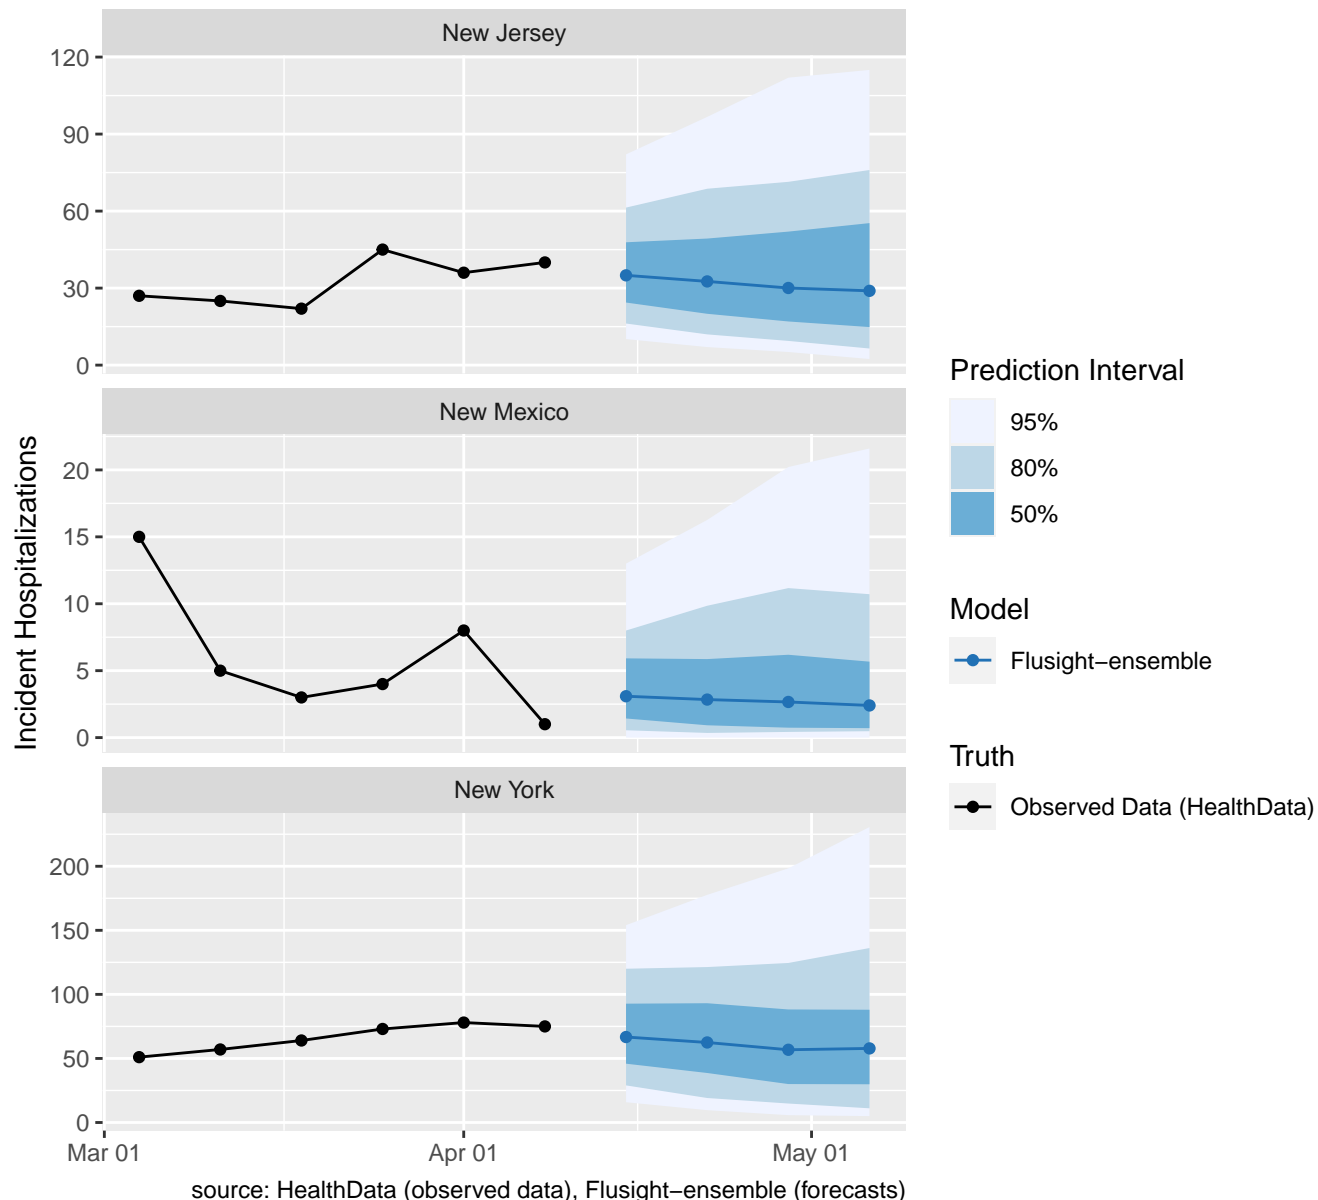 New Jersey
120
90
60
30
0
New Mexico
20
15
10
5
0
New York
200
150
100
50
0
Mar 01
Apr 01
May 01
Incident Hospitalizations
Prediction Interval
95%
80%
50%
Model
Flusight−ensemble
Truth
Observed Data (HealthData)
source: HealthData (observed data), Flusight−ensemble (forecasts)